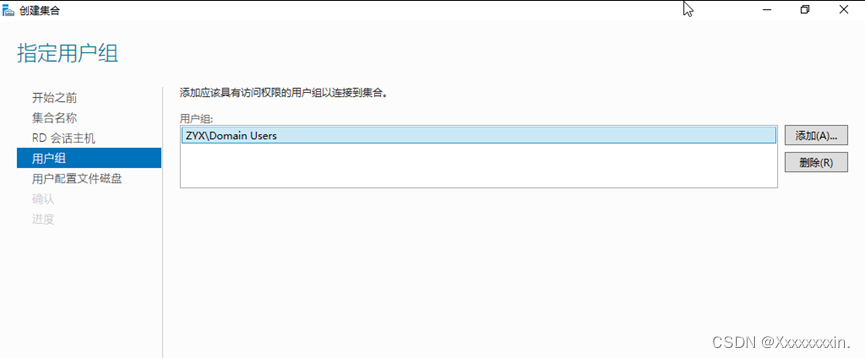 创建集合
指定用户组
开始之前
集合名称
RD 会话主机
用户组
用户配置文件磁盘
确认
进度
添加应该具有访问权限的用户组以连接到集合。
用户组:
ZYX\Domain Users
添加(A)...
删除(R)
CSDN @Xxxxxxxxin.